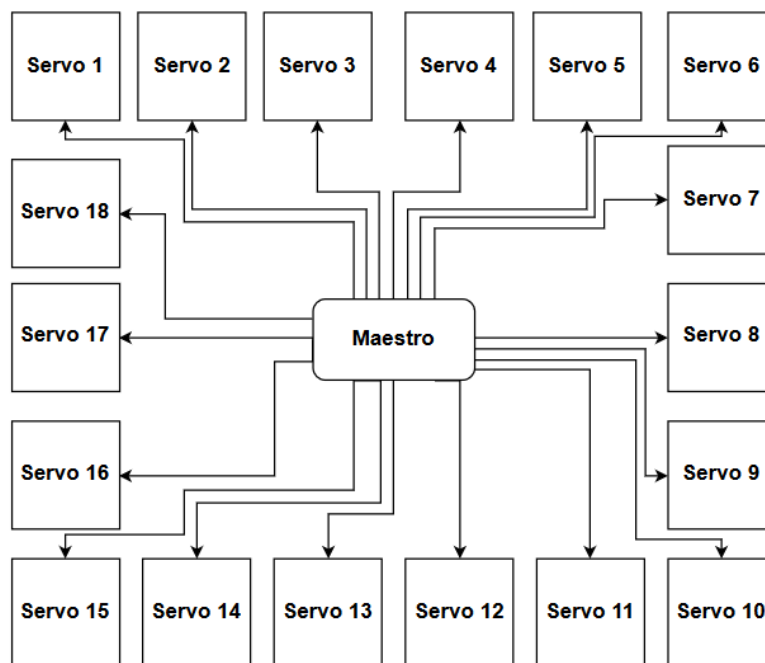 Servo 1
Servo 2
Servo 3
Servo 4
Servo 5
Servo 6
Servo 18
Servo 7
Servo 17
Maestro
Servo 8
Servo 16
Servo 9
Servo 15
Servo 14
Servo 13
Servo 12
Servo 11
Servo 10